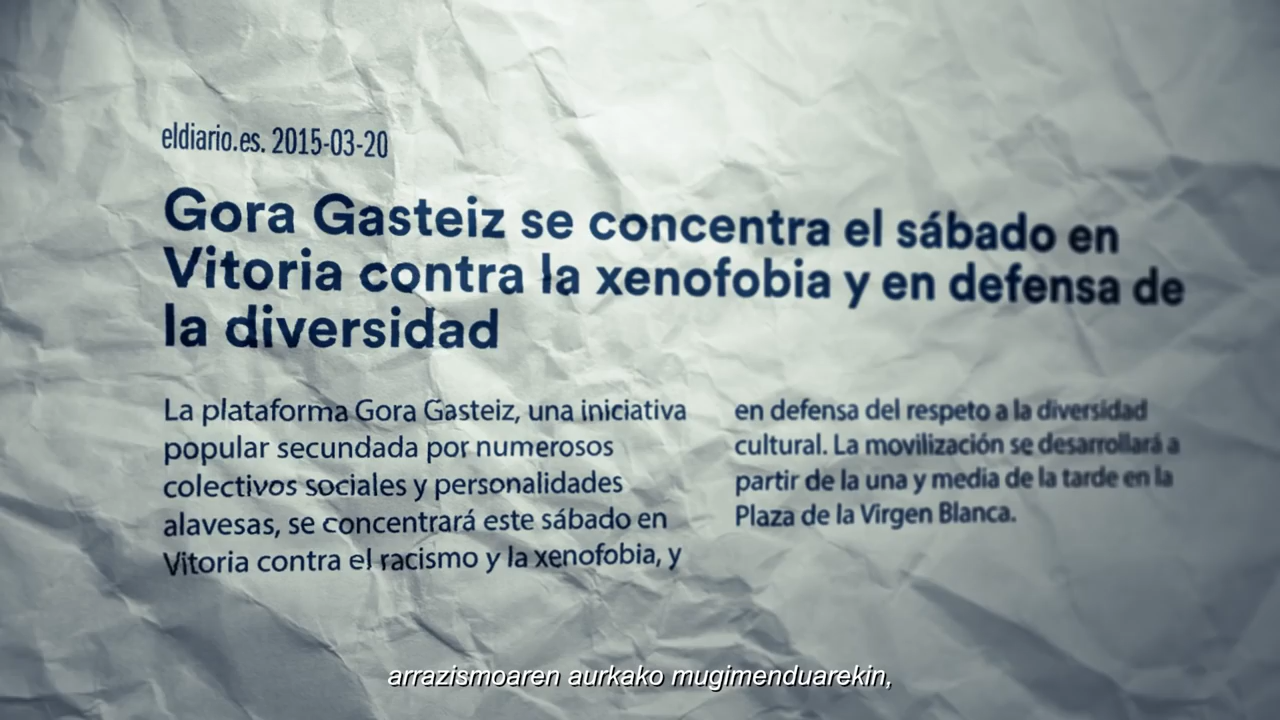 eldiario.es. 2015-03-20
Gora Gasteiz se concentra el sábado en
Vitoria contra la xenofobia y en defensa de
la diversidad
La plataforma Gora Gasteiz, una iniciativa
popular secundada por numerosos
colectivos sociales y personalidades
alavesas, se concentrará este sábado en
Vitoria contra el racismo y la xenofobia, y
en defensa del respeto a la diversidad
cultural. La movilización se desarrollará a
partir de la una y media de la tarde en la
Plaza de la Virgen Blanca.
arrazismoaren aurkako mugimenduarekin,